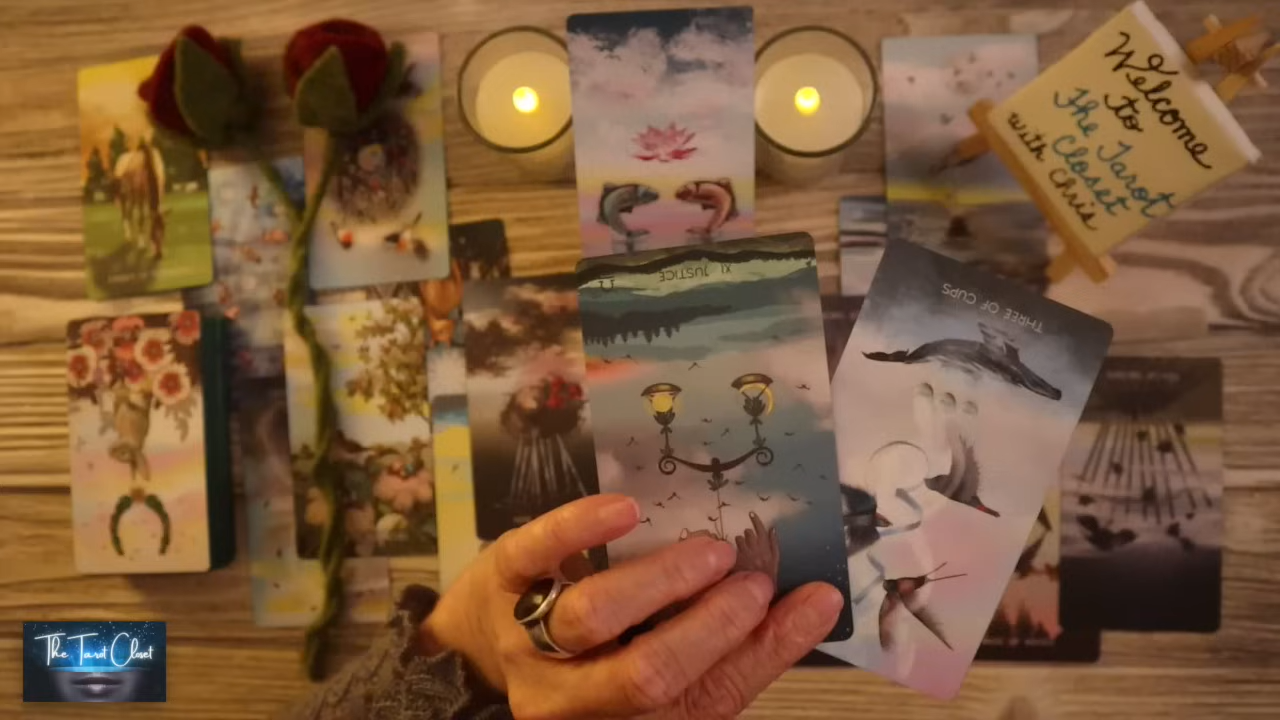 Welcome
to
The Tarot
Closet
with Chris
XI JUSTICE
THREE OF CUPS
The Tarot Closet